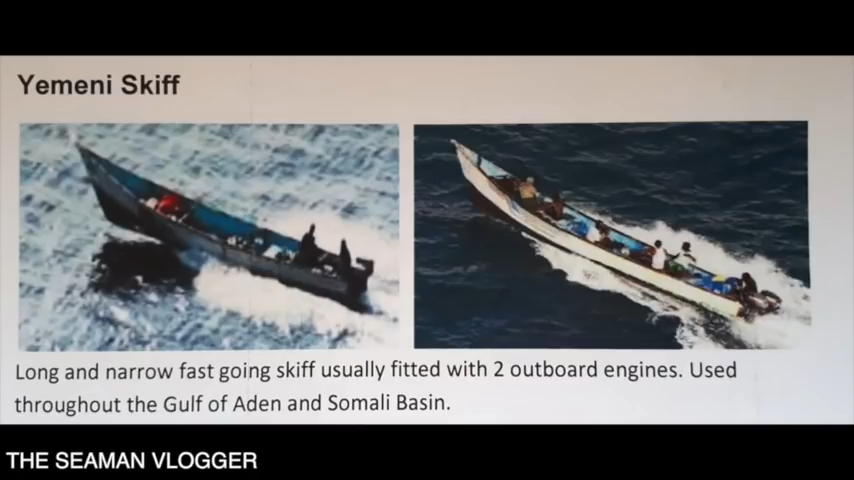 Yemeni Skiff
Long and narrow fast going skiff usually fitted with 2 outboard engines. Used
throughout the Gulf of Aden and Somali Basin.
THE SEAMAN VLOGGER